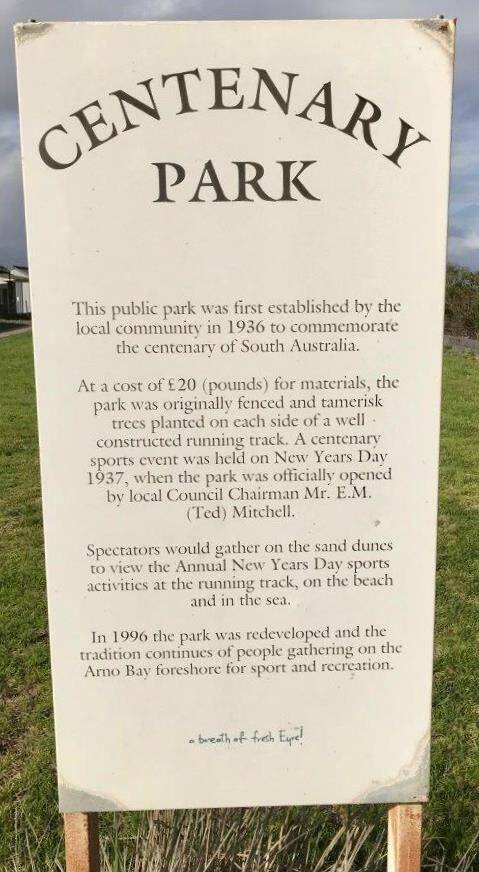 CENTENARY
PARK
This public park was first established by the
local community in 1936 to commemorate
the centenary of South Australia.
At a cost of £20 (pounds) for materials, the
park was originally fenced and tamerisk
trees planted on each side of a well
constructed running track. A centenary
sports event was held on New Years Day
1937, when the park was officially opened
by local Council Chairman Mr. E.M.
(Ted) Mitchell.
Spectators would gather on the sand dunes
to view the Annual New Years Day sports
activities at the running track, on the beach
and in the sea.
In 1996 the park was redeveloped and the
tradition continues of people gathering on the
Arno Bay foreshore for sport and recreation.
a breath of fresh Eyre!